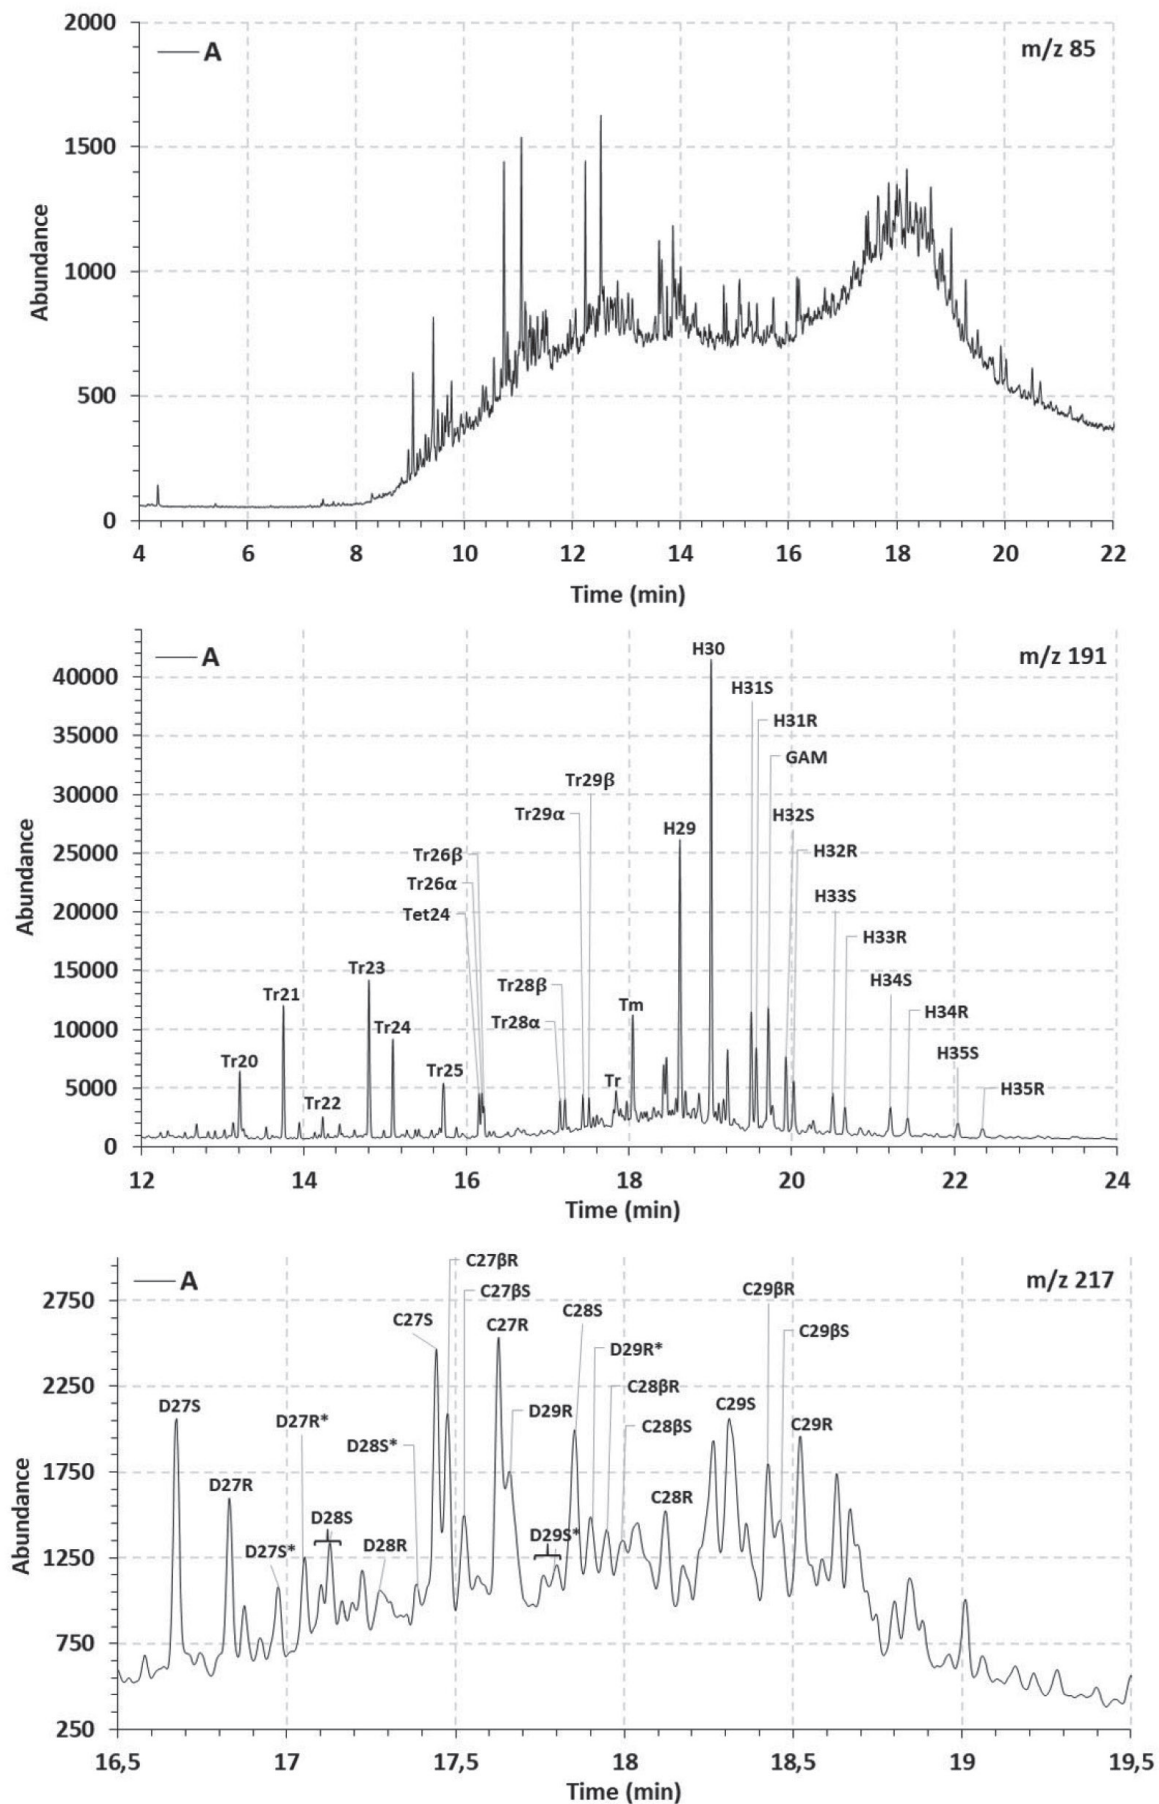 2000
A
m/z 85
1500
1000
500
0
Abundance
4 6 8 10 12 14 16 18 20 22
Time (min)
A
H30
m/z 191
40000
H31S
35000
H31R
GAM
30000
Tr29β
Tr29α
H32S
H29
25000
Tr26β
H32R
Tr26α
20000
Tet24
H33S
H33R
15000
Tr23
Tr28β
H34S
Tr21
Tm
Tr28α
H34R
10000
Tr24
H35S
Tr20
Tr25
Tr
H35R
5000
Tr22
0
Abundance
12 14 16 18 20 22 24
Time (min)
A
C27βR
m/z 217
2750
C27βS
C29βR
C27S
C28S
C27R
C29βS
D29R*
2250
D27S
C28βR
D27R*
D29R
C29S
D28S*
C28βS
C29R
1750
D27R
C28R
D28S
D29S*
D27S*
D28R
1250
750
250
Abundance
16,5 17 17,5 18 18,5 19 19,5
Time (min)